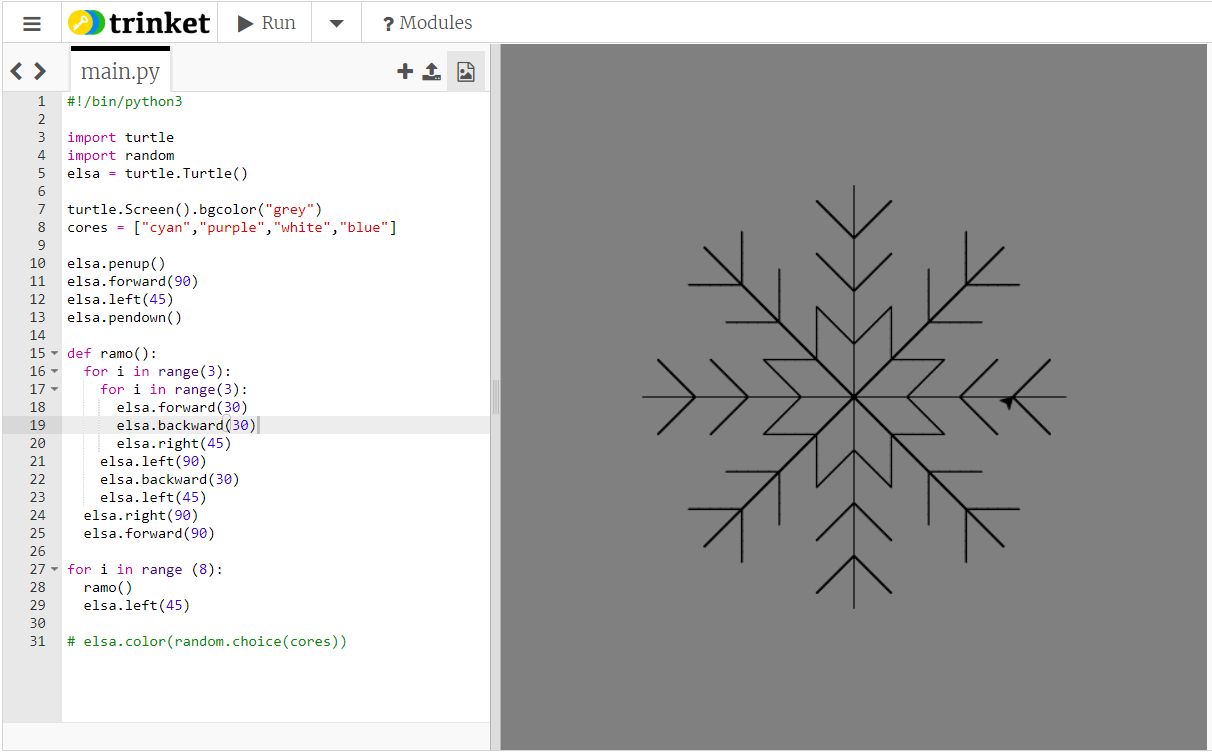 trinket Run ? Modules
main.py
1 #!/bin/python3
2
3 import turtle
4 import random
5 elsa = turtle.Turtle()
6
7 turtle.Screen().bgcolor("grey")
8 cores = ["cyan","purple","white","blue"]
9
10 elsa.penup()
11 elsa.forward(90)
12 elsa.left(45)
13 elsa.pendown()
14
15 def ramo():
16   for i in range(3):
17     for i in range(3):
18       elsa.forward(30)
19       elsa.backward(30)
20       elsa.right(45)
21     elsa.left(90)
22     elsa.backward(30)
23     elsa.left(45)
24   elsa.right(90)
25   elsa.forward(90)
26
27 for i in range (8):
28   ramo()
29   elsa.left(45)
30
31 # elsa.color(random.choice(cores))